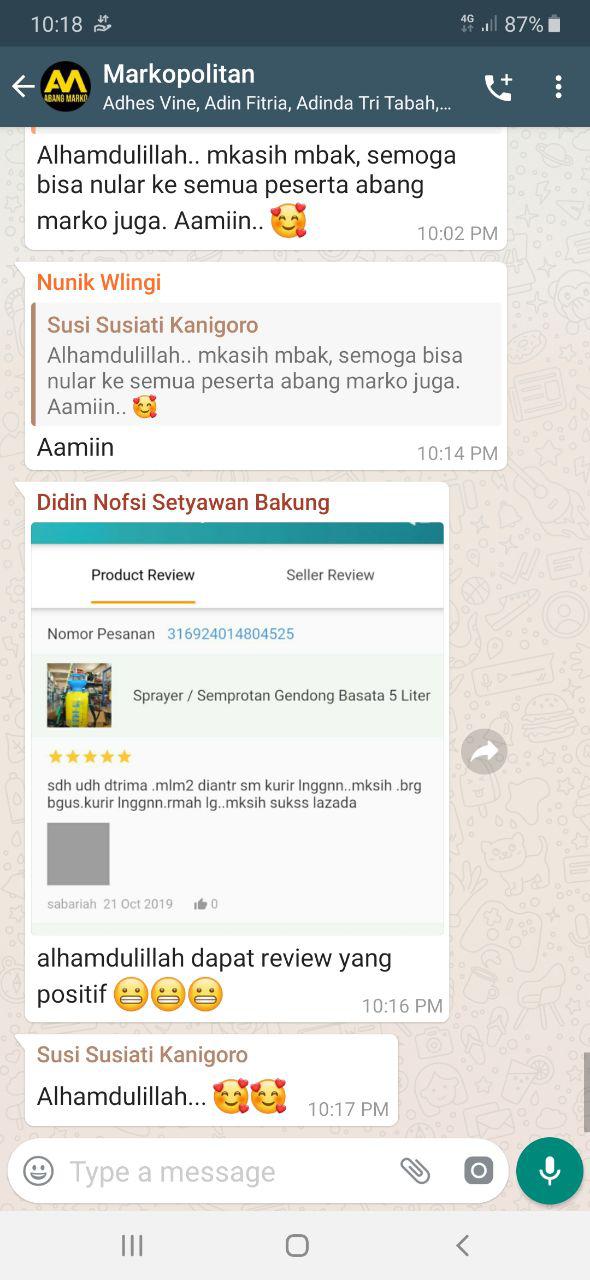 10:18
4G
87%
ABANG MARKO
Markopolitan
Adhes Vine, Adin Fitria, Adinda Tri Tabah,...
Alhamdulillah.. mkasih mbak, semoga
bisa nular ke semua peserta abang
marko juga. Aamiin.. 🥰
10:02 PM
Nunik Wlingi
Susi Susiati Kanigoro
Alhamdulillah.. mkasih mbak, semoga bisa
nular ke semua peserta abang marko juga.
Aamiin.. 🥰
Aamiin
10:14 PM
Didin Nofsi Setyawan Bakung
Product Review Seller Review
Nomor Pesanan 316924014804525
Sprayer / Semprotan Gendong Basata 5 Liter
sdh udh dtrima .mlm2 diantr sm kurir lnggnn..mksih .brg
bgus.kurir lnggnn.rmah lg..mksih sukss lazada
sabariah 21 Oct 2019 0
alhamdulillah dapat review yang
positif 😬😬😬
10:16 PM
Susi Susiati Kanigoro
Alhamdulillah... 🥰🥰
10:17 PM
Type a message